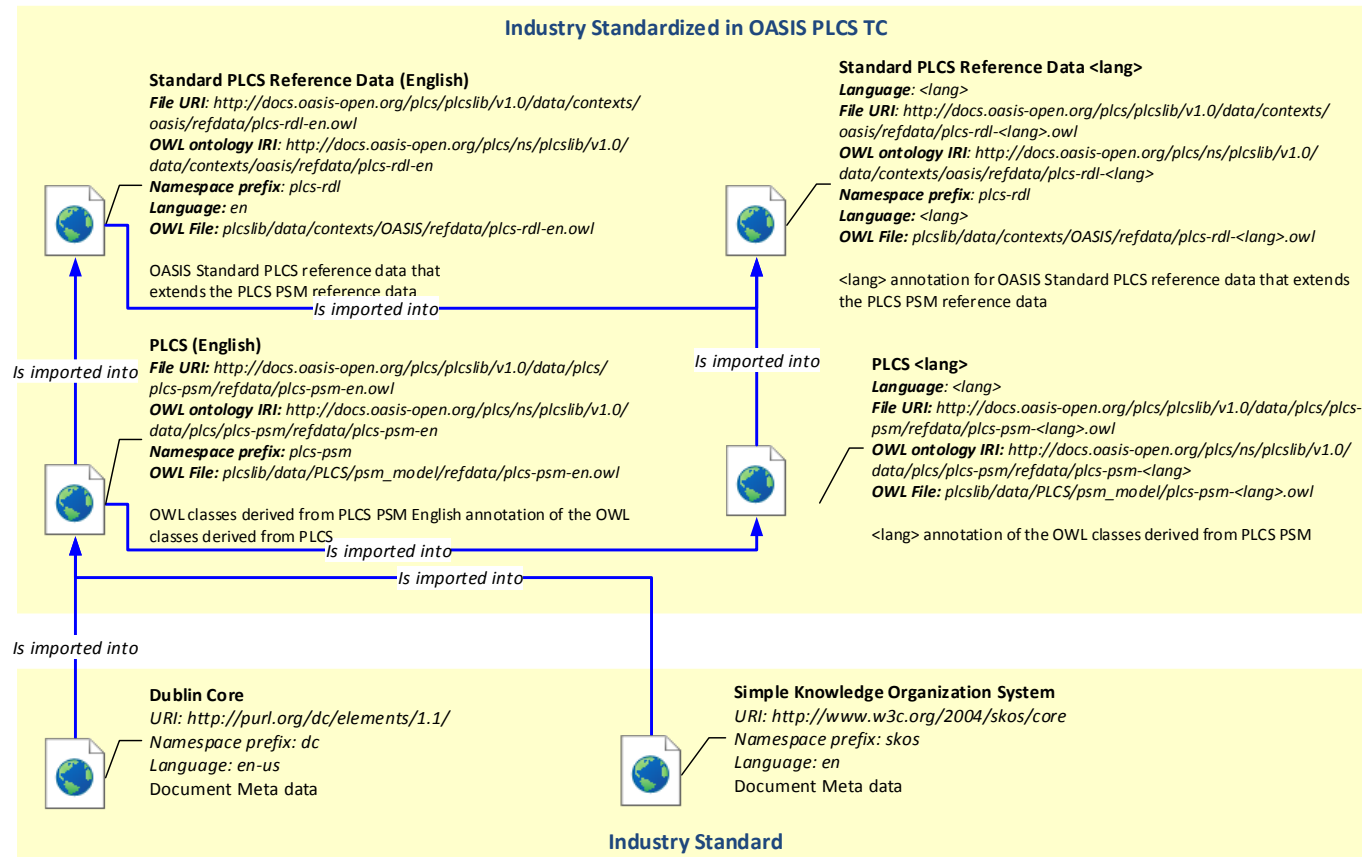 Industry Standardized in OASIS PLCS TC
Standard PLCS Reference Data (English)
File URI: http://docs.oasis-open.org/plcs/plcslib/v1.0/data/contexts/
oasis/refdata/plcs-rdl-en.owl
OWL ontology IRI: http://docs.oasis-open.org/plcs/ns/plcslib/v1.0/
data/contexts/oasis/refdata/plcs-rdl-en
Namespace prefix: plcs-rdl
Language: en
OWL File: plcslib/data/contexts/OASIS/refdata/plcs-rdl-en.owl
OASIS Standard PLCS reference data that
extends the PLCS PSM reference data
Is imported into
Standard PLCS Reference Data <lang>
Language: <lang>
File URI: http://docs.oasis-open.org/plcs/plcslib/v1.0/data/contexts/
oasis/refdata/plcs-rdl-<lang>.owl
OWL ontology IRI: http://docs.oasis-open.org/plcs/ns/plcslib/v1.0/
data/contexts/oasis/refdata/plcs-rdl-<lang>
Namespace prefix: plcs-rdl
Language: <lang>
OWL File: plcslib/data/contexts/OASIS/refdata/plcs-rdl-<lang>.owl
<lang> annotation for OASIS Standard PLCS reference data that extends
the PLCS PSM reference data
Is imported into
PLCS (English)
File URI: http://docs.oasis-open.org/plcs/plcslib/v1.0/data/plcs/
plcs-psm/refdata/plcs-psm-en.owl
OWL ontology IRI: http://docs.oasis-open.org/plcs/ns/plcslib/v1.0/
data/plcs/plcs-psm/refdata/plcs-psm-en
Namespace prefix: plcs-psm
OWL File: plcslib/data/PLCS/psm_model/refdata/plcs-psm-en.owl
OWL classes derived from PLCS PSM English annotation of the OWL
classes derived from PLCS
Is imported into
Is imported into
Is imported into
PLCS <lang>
Language: <lang>
File URI: http://docs.oasis-open.org/plcs/plcslib/v1.0/data/plcs/plcs-
psm/refdata/plcs-psm-<lang>.owl
OWL ontology IRI: http://docs.oasis-open.org/plcs/ns/plcslib/v1.0/
data/plcs/plcs-psm/refdata/plcs-psm-<lang>
OWL File: plcslib/data/PLCS/psm_model/plcs-psm-<lang>.owl
<lang> annotation of the OWL classes derived from PLCS PSM
Is imported into
Dublin Core
URI: http://purl.org/dc/elements/1.1/
Namespace prefix: dc
Language: en-us
Document Meta data
Simple Knowledge Organization System
URI: http://www.w3c.org/2004/skos/core
Namespace prefix: skos
Language: en
Document Meta data
Industry Standard